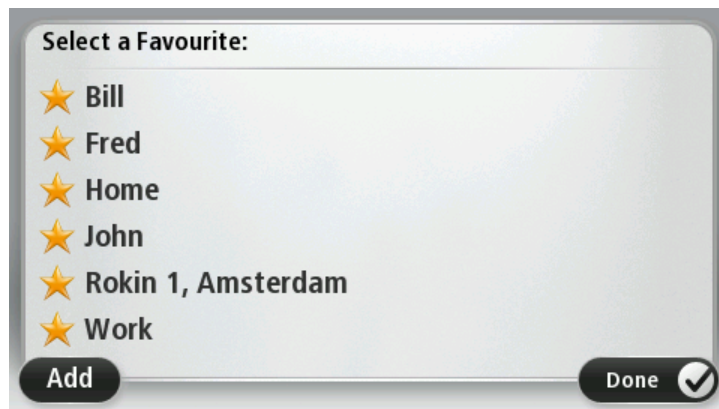 Select a Favourite:
Bill
Fred
Home
John
Rokin 1, Amsterdam
Work
Add
Done